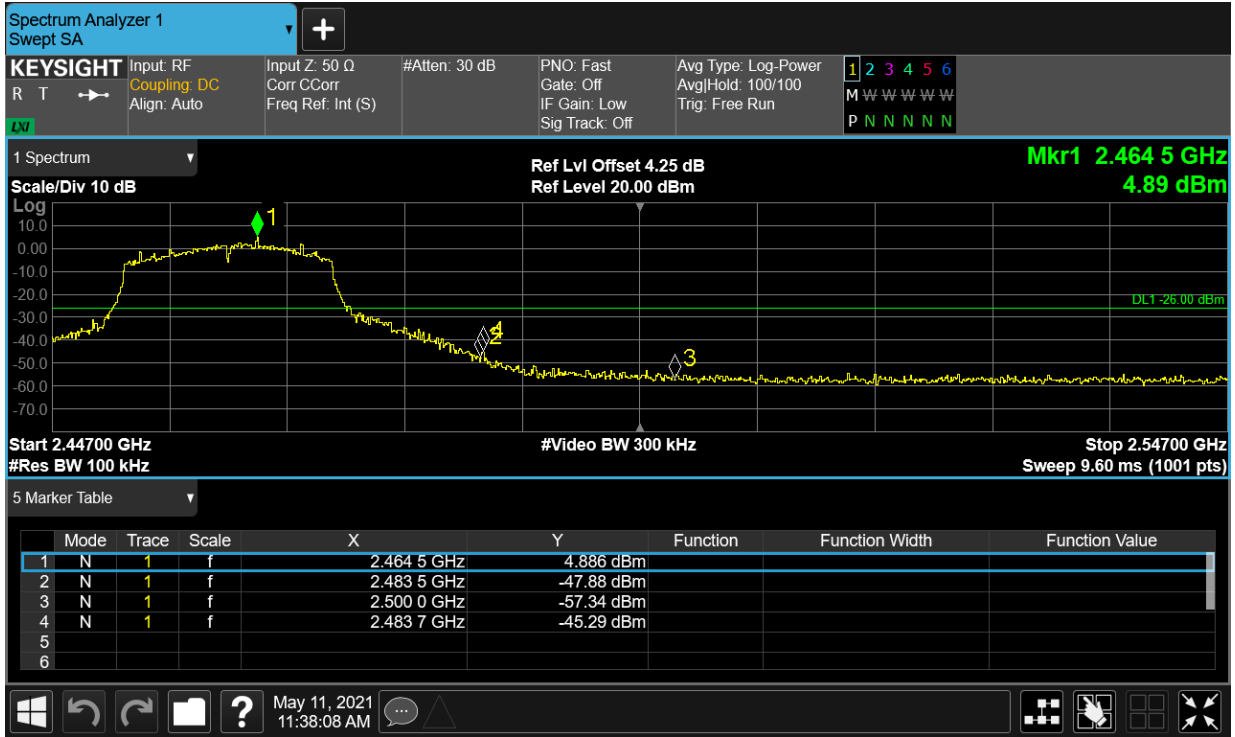 Spectrum Analyzer 1
Swept SA
KEYSIGHT
R T
LXI
Input: RF
Coupling: DC
Align: Auto
Input Z: 50 Ω
Corr CCorr
Freq Ref: Int (S)
#Atten: 30 dB
PNO: Fast
Gate: Off
IF Gain: Low
Sig Track: Off
Avg Type: Log-Power
Avg|Hold: 100/100
Trig: Free Run
1 2 3 4 5 6
M W W W W W
P N N N N N
1 Spectrum
Scale/Div 10 dB
Ref Lvl Offset 4.25 dB
Ref Level 20.00 dBm
Mkr1 2.464 5 GHz
4.89 dBm
Log
10.0
0.00
-10.0
-20.0
-30.0
-40.0
-50.0
-60.0
-70.0
1
4
2
3
DL1 -26.00 dBm
Start 2.44700 GHz
#Res BW 100 kHz
#Video BW 300 kHz
Stop 2.54700 GHz
Sweep 9.60 ms (1001 pts)
5 Marker Table
Mode Trace Scale X Y Function Function Width Function Value
1 N 1 f 2.464 5 GHz 4.886 dBm
2 N 1 f 2.483 5 GHz -47.88 dBm
3 N 1 f 2.500 0 GHz -57.34 dBm
4 N 1 f 2.483 7 GHz -45.29 dBm
5
6
?
May 11, 2021
11:38:08 AM